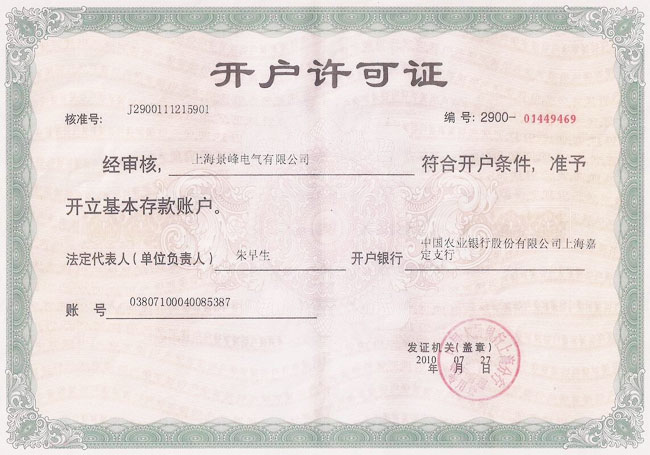 开户许可证
核准号: J2900111215901 编号: 2900- 01449469
经审核, 上海景峰电气有限公司 符合开户条件, 准予
开立基本存款账户。
法定代表人(单位负责人) 朱早生 开户银行 中国农业银行股份有限公司上海嘉
定支行
账 号 03807100040085387
发证机关(盖章)
2010 年 07 月 27 日